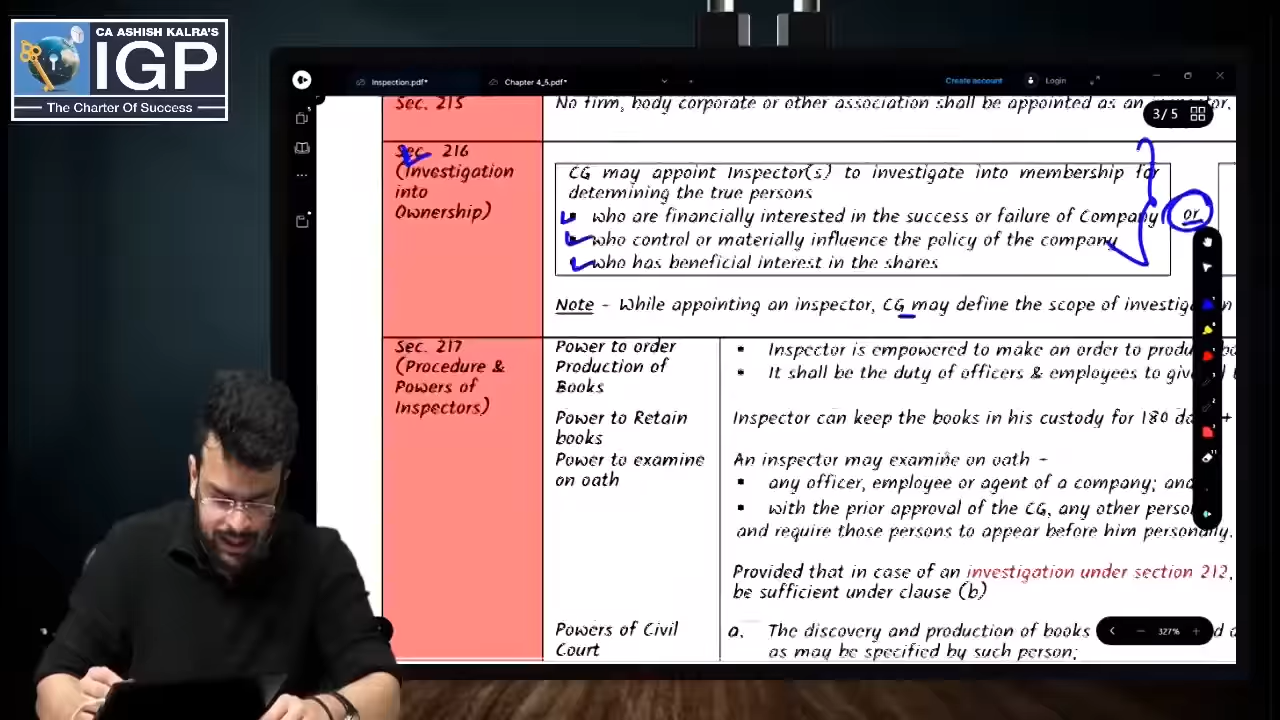 CA ASHISH KALRA'S
IGP
The Charter Of Success
Inspection.pdf*
Chapter 4_5.pdf*
Create account
Login
3/5
Sec. 215
No firm, body corporate or other association shall be appointed as an
Sec. 216
(Investigation
into
Ownership)
CG may appoint Inspector(s) to investigate into membership for
determining the true persons
▪ who are financially interested in the success or failure of Company
▪ who control or materially influence the policy of the company
▪ who has beneficial interest in the shares
or
Note - While appointing an inspector, CG may define the scope of
Sec. 217
(Procedure &
Powers of
Inspectors)
Power to order
Production of
Books
▪ Inspector is empowered to make an order to
▪ It shall be the duty of officers & employees to
Power to Retain
books
Inspector can keep the books in his custody for 180
Power to examine
on oath
An inspector may examine on oath -
▪ any officer, employee or agent of a company; and
▪ with the prior approval of the CG, any other
and require those persons to appear before him personally.
Provided that in case of an investigation under section 212,
be sufficient under clause (b)
Powers of Civil
Court
a. The discovery and production of books
as may be specified by such person;
327%